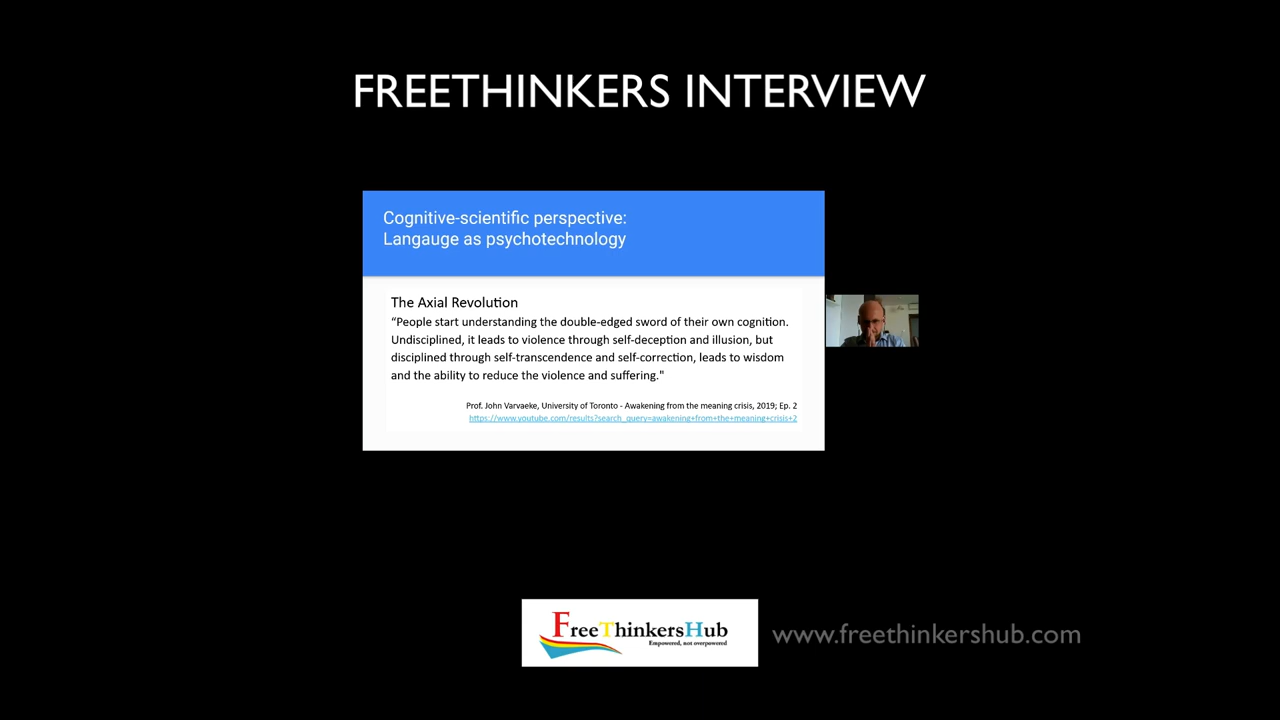 FREETHINKERS INTERVIEW
Cognitive-scientific perspective:
Langauge as psychotechnology
The Axial Revolution
“People start understanding the double-edged sword of their own cognition.
Undisciplined, it leads to violence through self-deception and illusion, but
disciplined through self-transcendence and self-correction, leads to wisdom
and the ability to reduce the violence and suffering."
Prof. John Varvaeke, University of Toronto - Awakening from the meaning crisis, 2019; Ep. 2
https://www.youtube.com/results?search_query=awakening+from+the+meaning+crisis+2
FreeThinkersHub
Empowered, not overpowered
www.freethinkershub.com